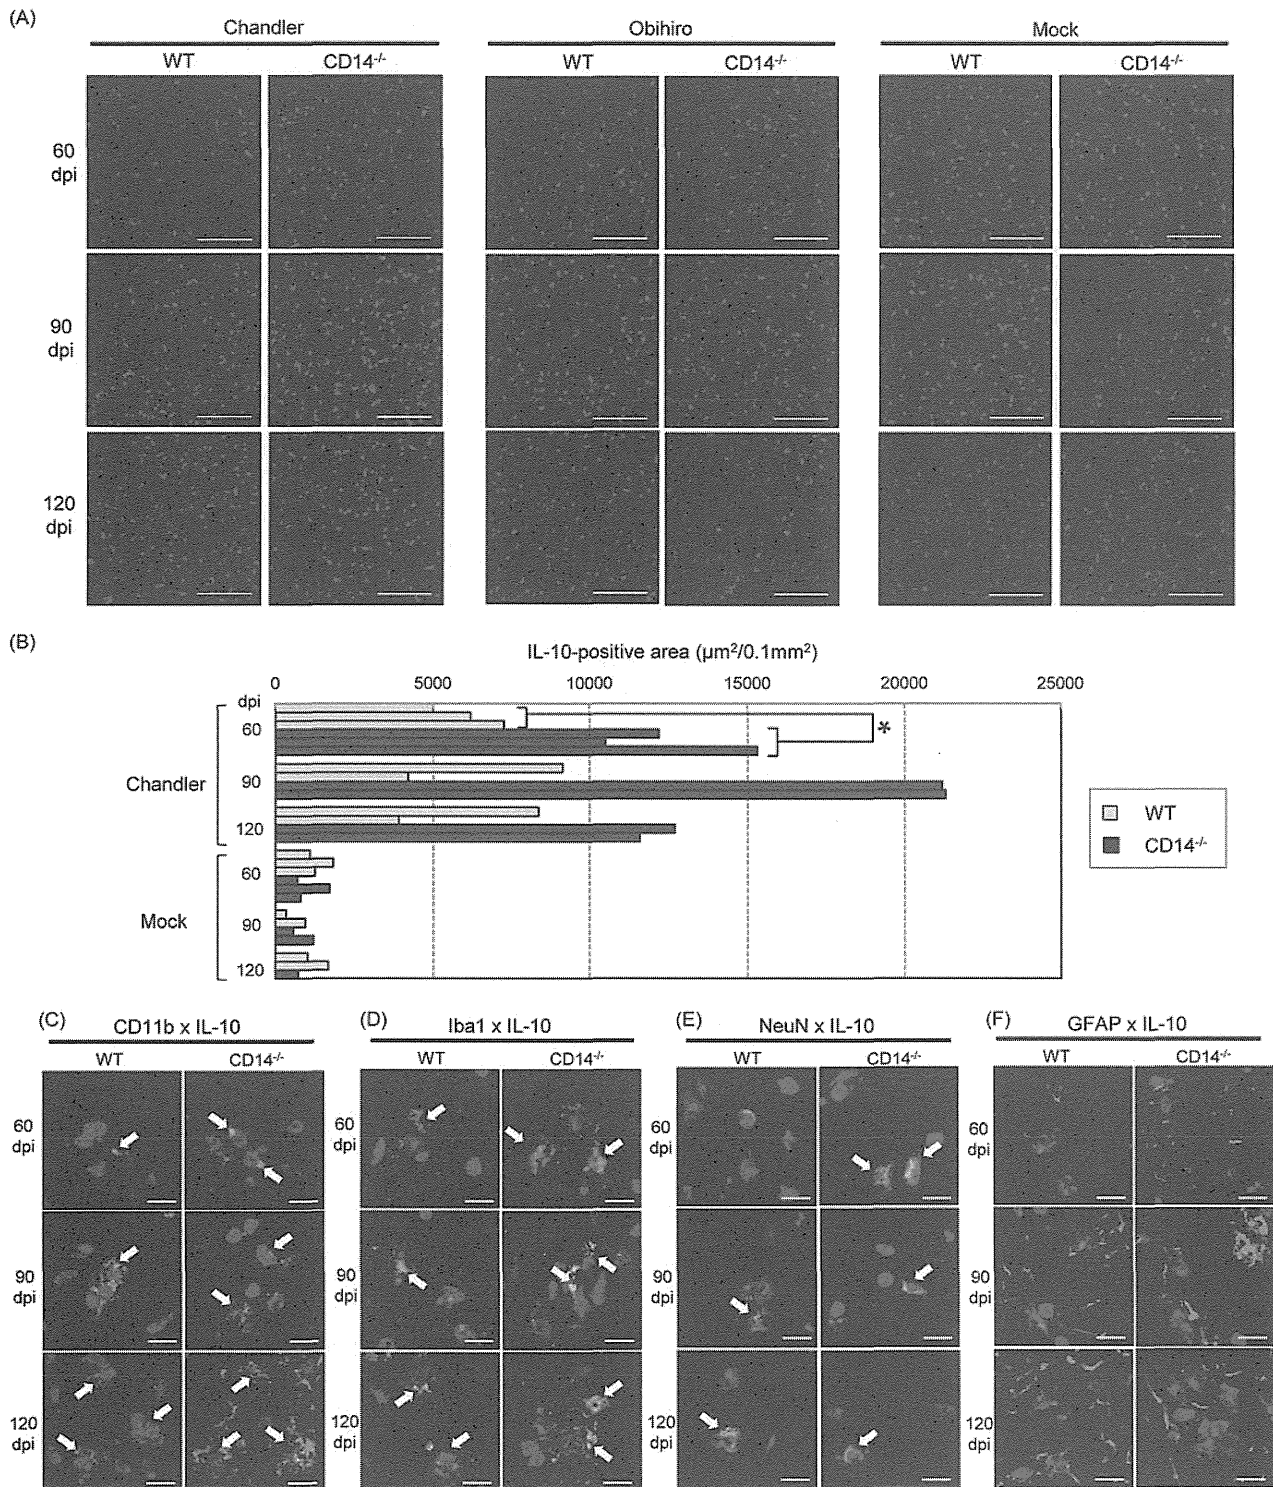 (A)
Chandler Obihiro Mock
WT CD14-/- WT CD14-/- WT CD14-/-
60
dpi
90
dpi
120
dpi
(B)
IL-10-positive area (µm²/0.1mm²)
0 5000 10000 15000 20000 25000
dpi
60
*
Chandler 90
120
WT
CD14-/-
60
Mock 90
120
(C) (D) (E) (F)
CD11b x IL-10 Iba1 x IL-10 NeuN x IL-10 GFAP x IL-10
WT CD14-/- WT CD14-/- WT CD14-/- WT CD14-/-
60 60 60 60
dpi dpi dpi dpi
90 90 90 90
dpi dpi dpi dpi
120 120 120 120
dpi dpi dpi dpi